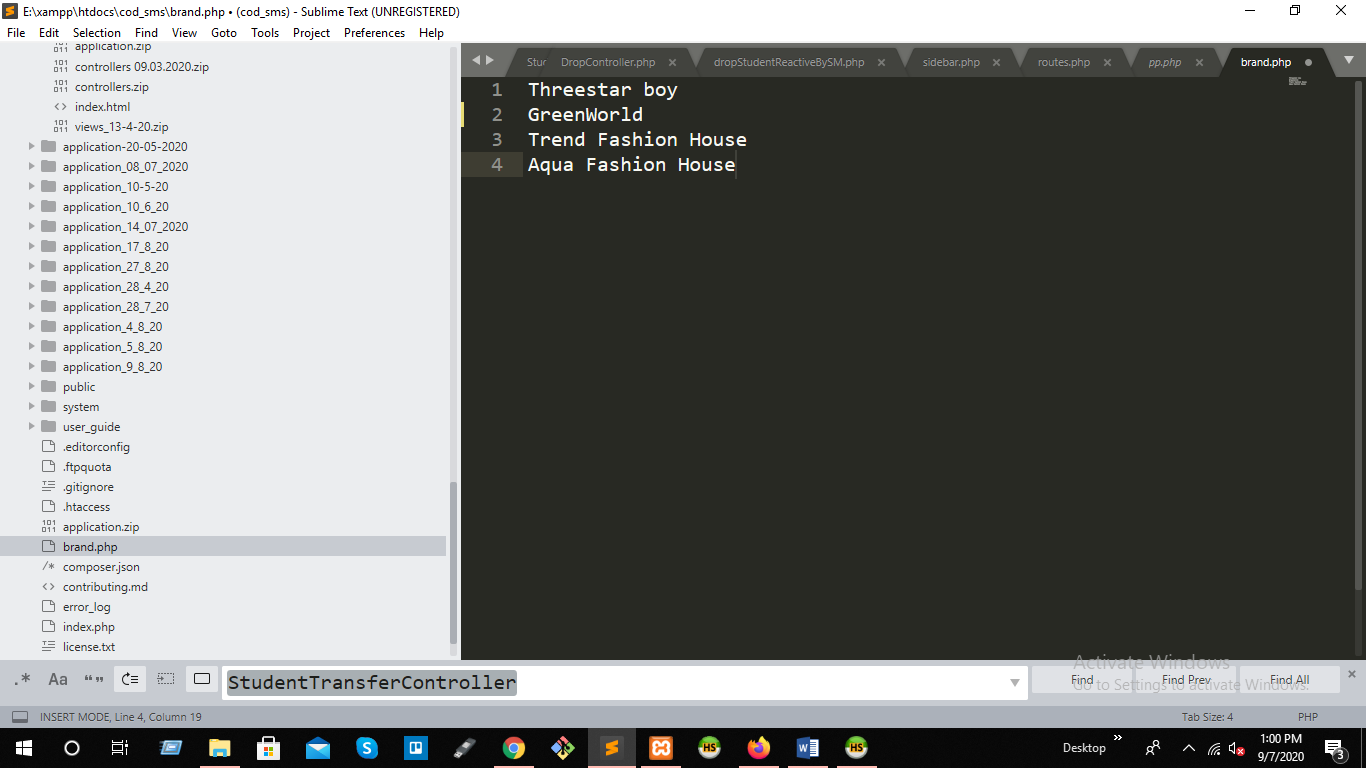 E:\xampp\htdocs\cod_sms\brand.php • (cod_sms) - Sublime Text (UNREGISTERED)
File Edit Selection Find View Goto Tools Project Preferences Help
application.zip
controllers 09.03.2020.zip
controllers.zip
index.html
views_13-4-20.zip
application-20-05-2020
application_08_07_2020
application_10-5-20
application_10_6_20
application_14_07_2020
application_17_8_20
application_27_8_20
application_28_4_20
application_28_7_20
application_4_8_20
application_5_8_20
application_9_8_20
public
system
user_guide
.editorconfig
.ftpquota
.gitignore
.htaccess
application.zip
brand.php
composer.json
contributing.md
error_log
index.php
license.txt
Stur DropController.php dropStudentReactiveBySM.php sidebar.php routes.php pp.php brand.php
1 Threestar boy
2 GreenWorld
3 Trend Fashion House
4 Aqua Fashion House
Activate Windows
Go to Settings to activate Windows.
.* Aa “” StudentTransferController Find Find Prev Find All
INSERT MODE, Line 4, Column 19 Tab Size: 4 PHP
Desktop
1:00 PM
9/7/2020
3